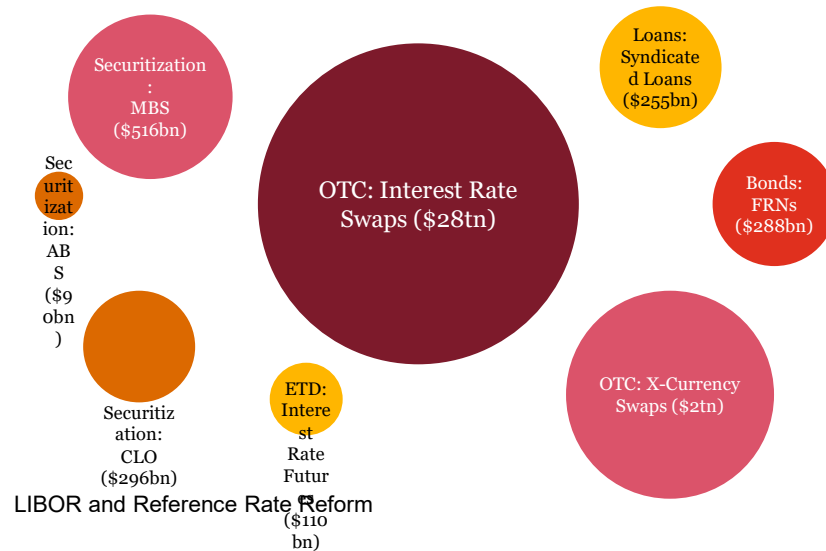 Securitization
:
MBS
($516bn)
Loans:
Syndicate
d Loans
($255bn)
Sec
urit
izat
ion:
AB
S
($9
0bn
)
OTC: Interest Rate
Swaps ($28tn)
Bonds:
FRNs
($288bn)
OTC: X-Currency
Swaps ($2tn)
Securitiz
ation:
CLO
($296bn)
ETD:
Intere
st
Rate
Futur
es
($110
bn)
LIBOR and Reference Rate Reform